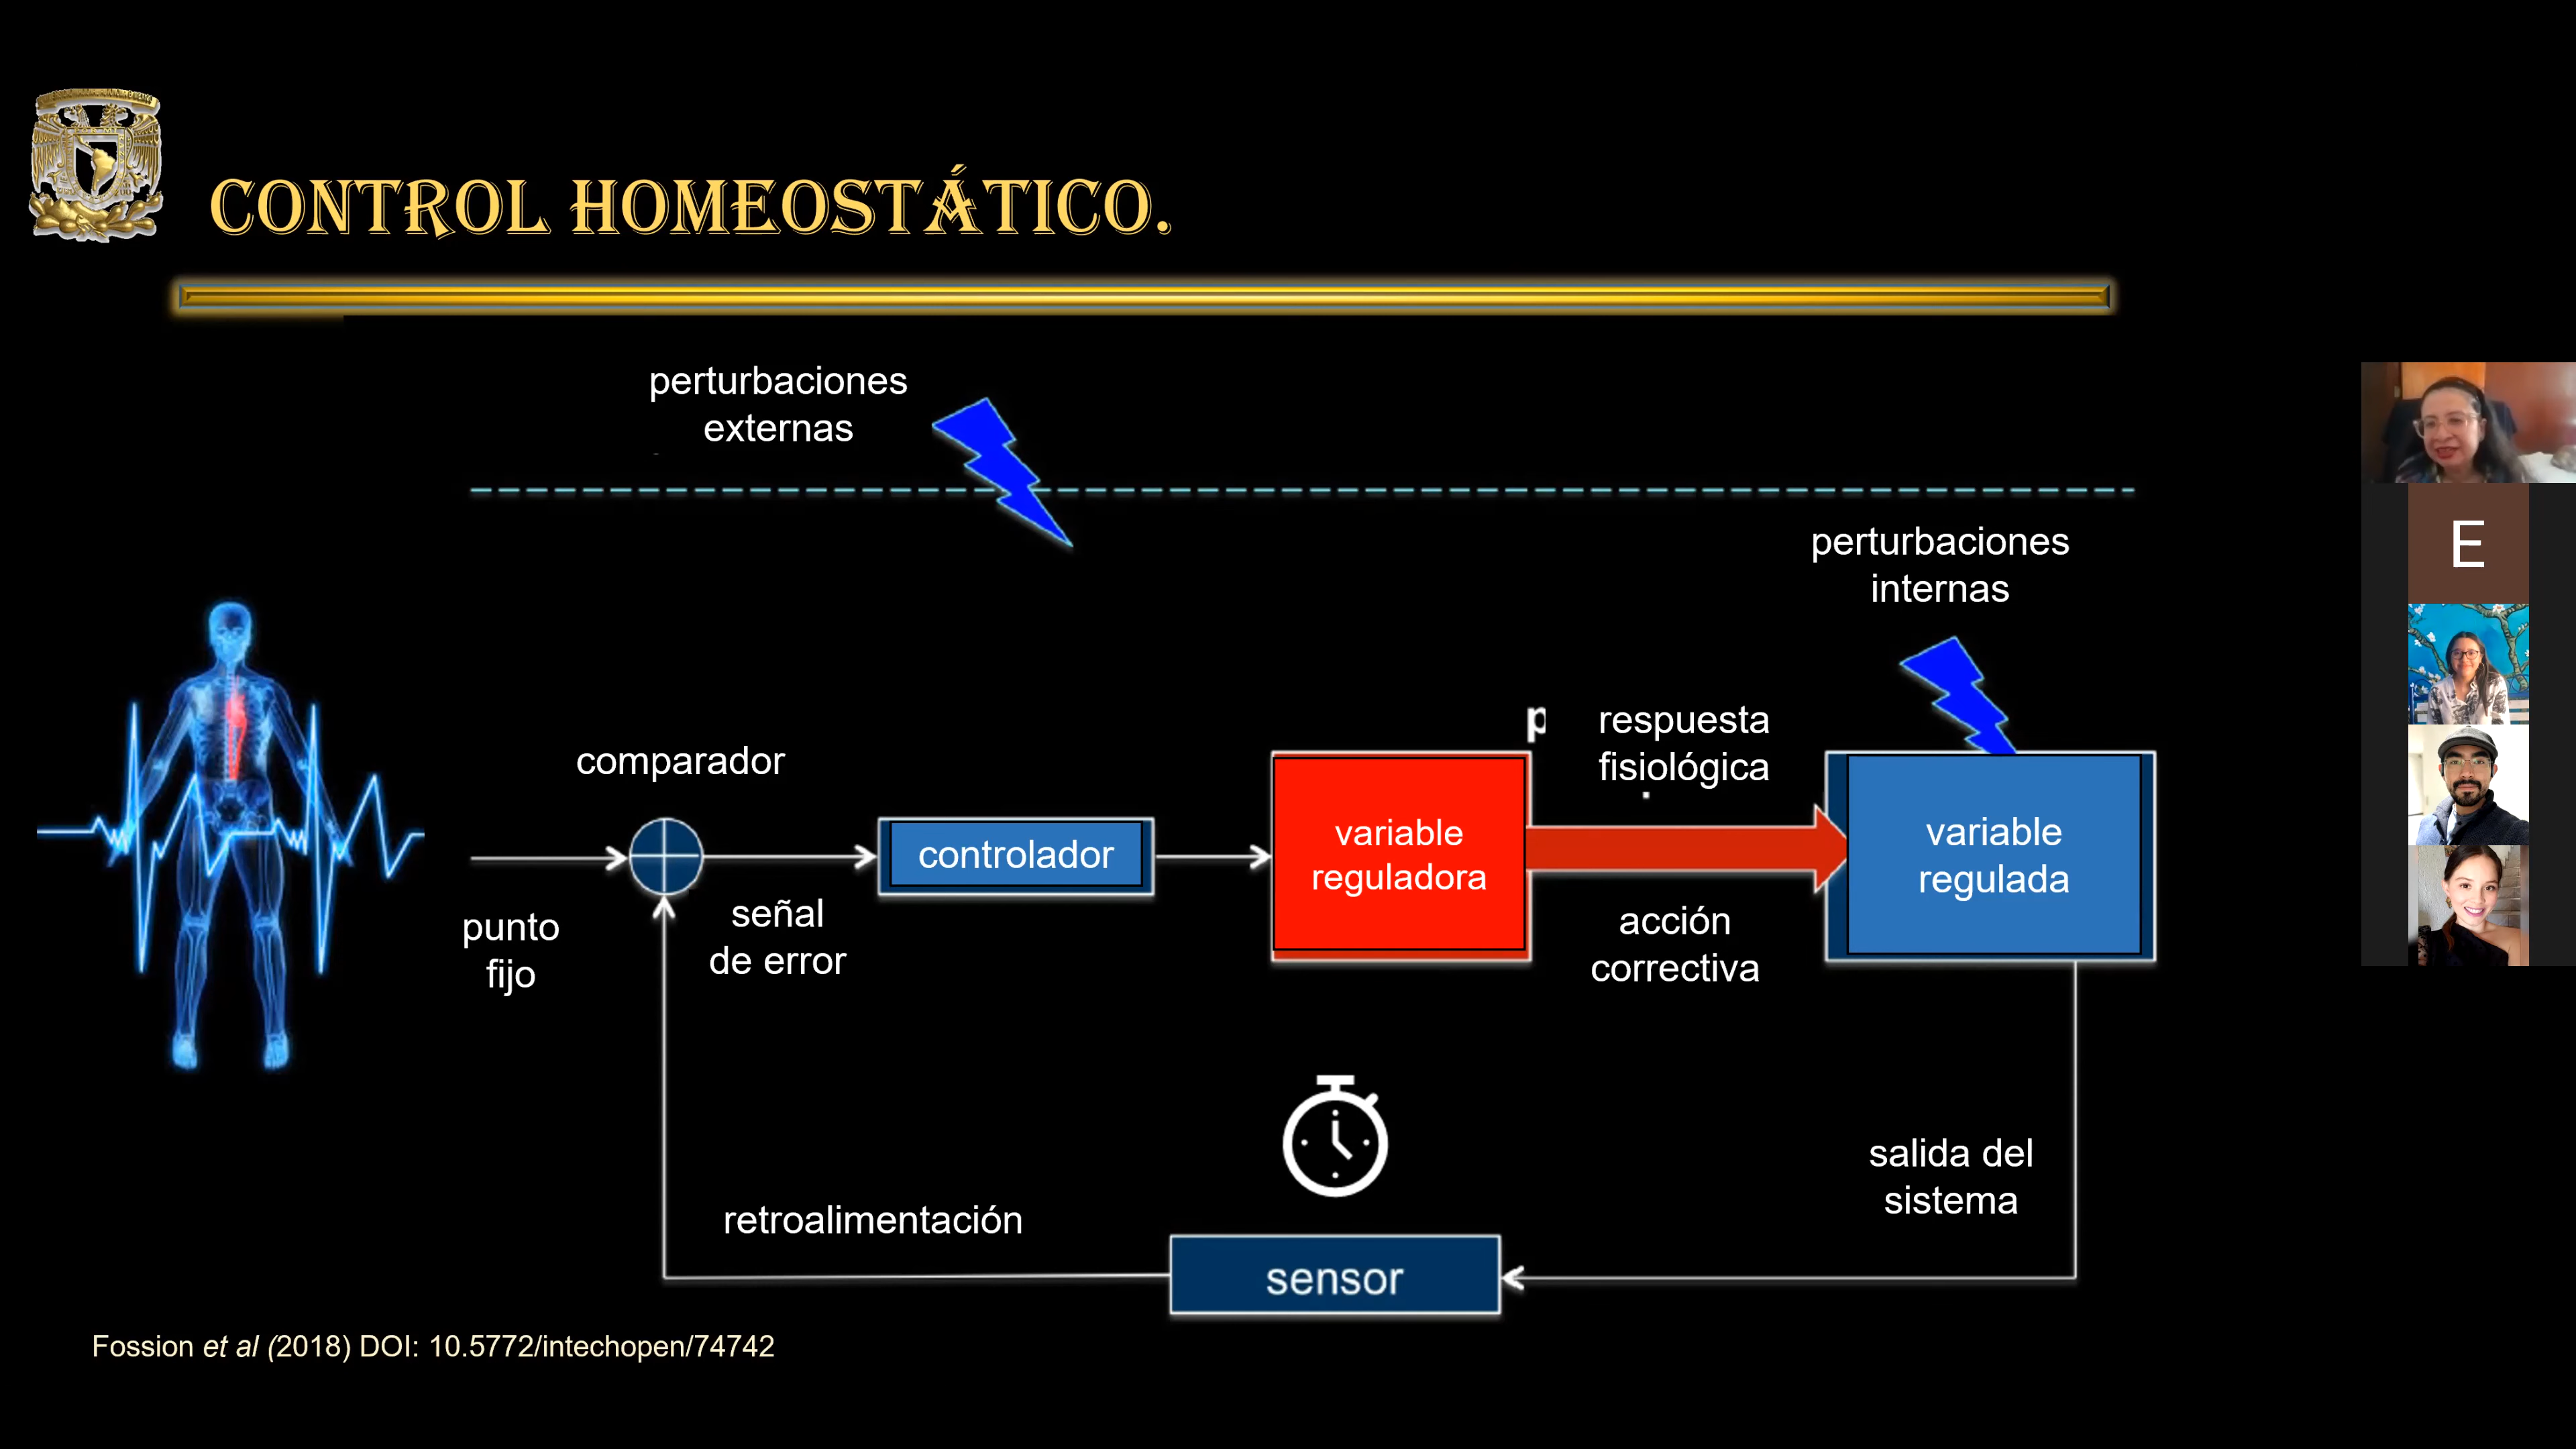 CONTROL HOMEOSTÁTICO.
perturbaciones
externas
perturbaciones
internas
E
p
respuesta
fisiológica
comparador
controlador
variable
reguladora
variable
regulada
punto
fijo
señal
de error
acción
correctiva
salida del
sistema
retroalimentación
sensor
Fossion et al (2018) DOI: 10.5772/intechopen/74742